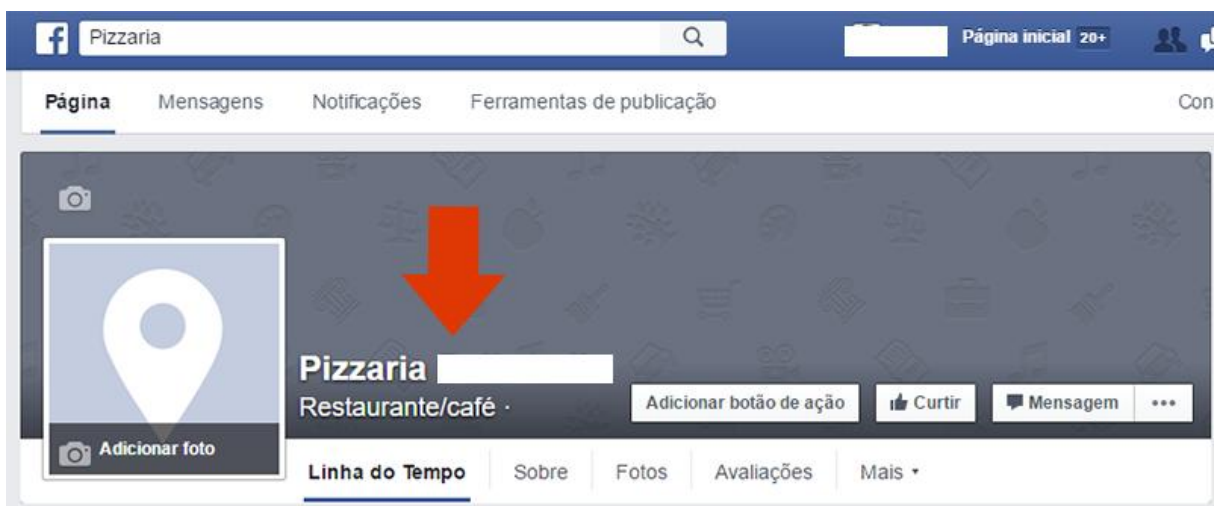 f Pizzaria Página inicial 20+
Página Mensagens Notificações Ferramentas de publicação Con
Pizzaria
Restaurante/café ·
Adicionar botão de ação Curtir Mensagem ...
Adicionar foto
Linha do Tempo Sobre Fotos Avaliações Mais